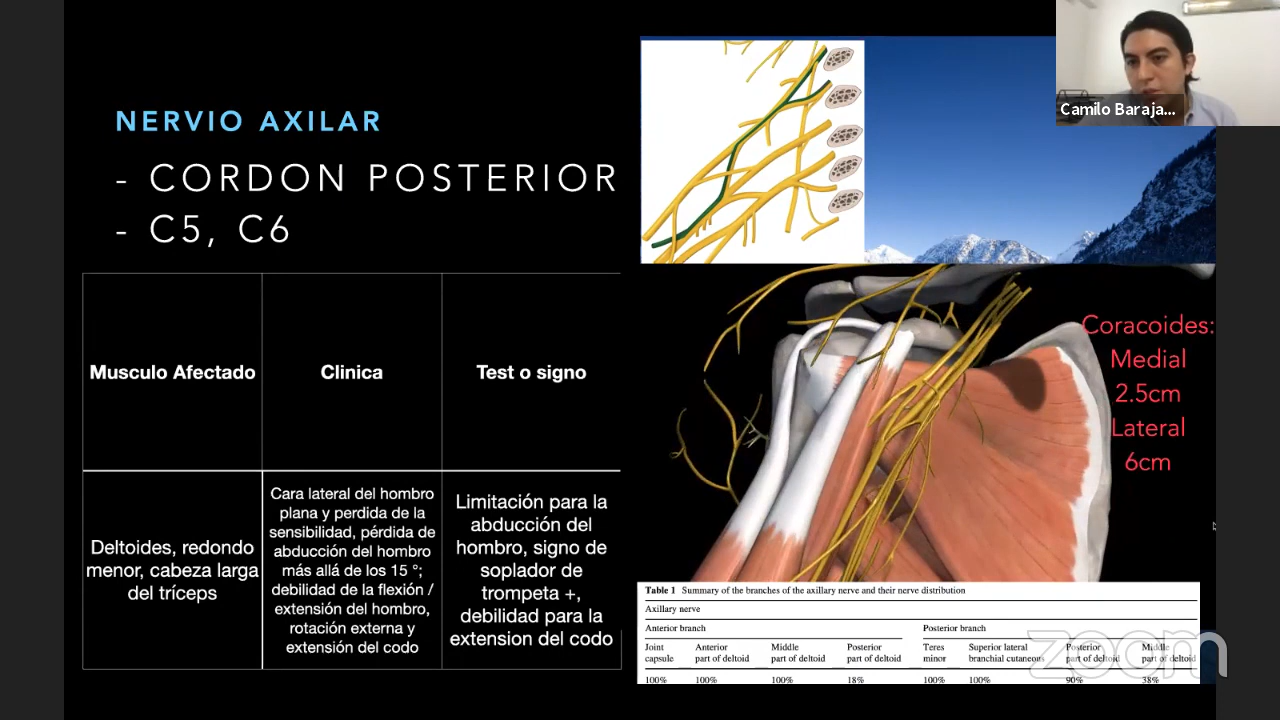 NERVIO AXILAR
- CORDON POSTERIOR
- C5, C6
Musculo Afectado
Clinica
Test o signo
Deltoides, redondo
menor, cabeza larga
del tríceps
Cara lateral del hombro
plana y perdida de la
sensibilidad, pérdida de
abducción del hombro
más allá de los 15 °;
debilidad de la flexión /
extensión del hombro,
rotación externa y
extensión del codo
Limitación para la
abducción del
hombro, signo de
soplador de
trompeta +,
debilidad para la
extension del codo
Camilo Baraja...
Coracoides:
Medial
2.5cm
Lateral
6cm
Table 1 Summary of the branches of the axillary nerve and their nerve distribution
Axillary nerve
Anterior branch Posterior branch
Joint Anterior Middle Posterior Teres Superior lateral Posterior Middle
capsule part of deltoid part of deltoid part of deltoid minor branchial cutaneous part of deltoid part of deltoid
100% 100% 100% 18% 100% 100% 90% 38%
zoom